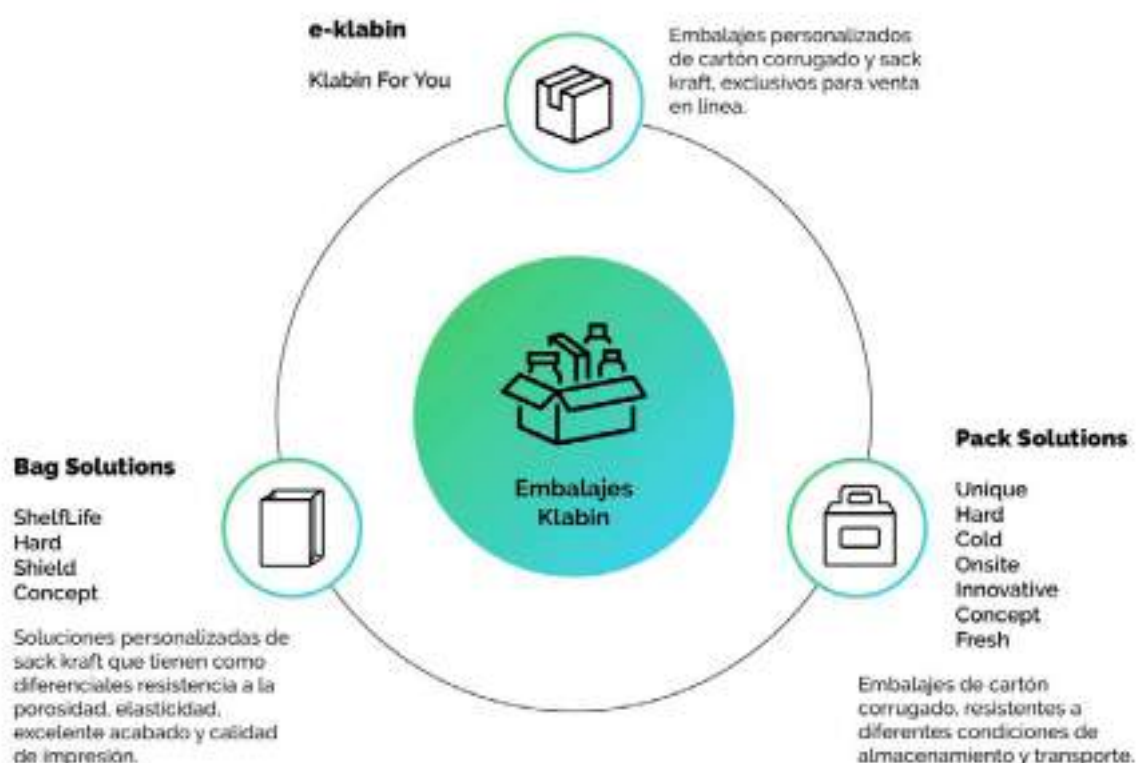 e-klabin
Klabin For You
Embalajes personalizados
de cartón corrugado y sack
kraft, exclusivos para venta
en línea.
Embalajes
Klabin
Bag Solutions
ShelfLife
Hard
Shield
Concept
Soluciones personalizadas de
sack kraft que tienen como
diferenciales resistencia a la
porosidad, elasticidad,
excelente acabado y calidad
de impresión.
Pack Solutions
Unique
Hard
Cold
Onsite
Innovative
Concept
Fresh
Embalajes de cartón
corrugado, resistentes a
diferentes condiciones de
almacenamiento y transporte.